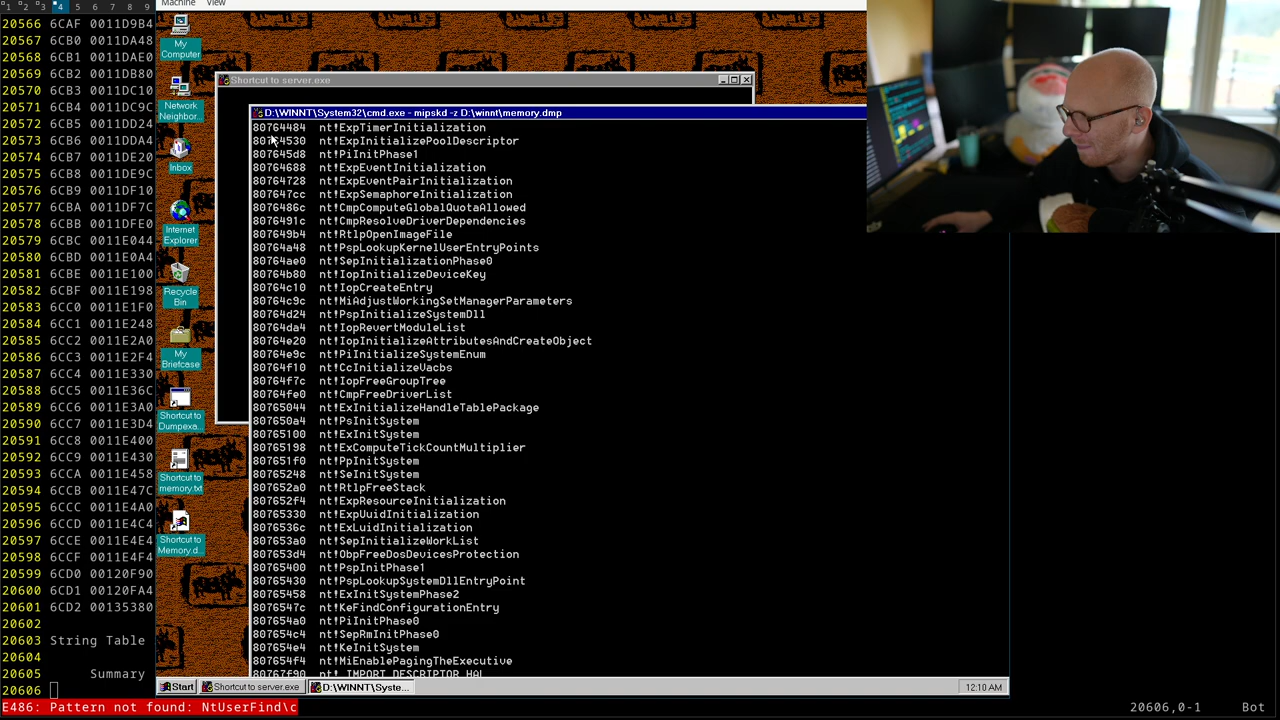 1 2 3 4 5 6 7 8 9
Machine View
20566 6CAF 0011D9B4
20567 6CB0 0011DA48
20568 6CB1 0011DAE0
20569 6CB2 0011DB80
20570 6CB3 0011DC10
20571 6CB4 0011DC9C
20572 6CB5 0011DD24
20573 6CB6 0011DDA4
20574 6CB7 0011DE20
20575 6CB8 0011DE9C
20576 6CB9 0011DF10
20577 6CBA 0011DF7C
20578 6CBB 0011DFE0
20579 6CBC 0011E044
20580 6CBD 0011E0A4
20581 6CBE 0011E100
20582 6CBF 0011E198
20583 6CC0 0011E1F0
20584 6CC1 0011E248
20585 6CC2 0011E2A0
20586 6CC3 0011E2F4
20587 6CC4 0011E330
20588 6CC5 0011E36C
20589 6CC6 0011E3A0
20590 6CC7 0011E3D4
20591 6CC8 0011E400
20592 6CC9 0011E430
20593 6CCA 0011E458
20594 6CCB 0011E47C
20595 6CCC 0011E4A0
20596 6CCD 0011E4C4
20597 6CCE 0011E4E4
20598 6CCF 0011E4F4
20599 6CD0 00120F90
20600 6CD1 00120FA4
20601 6CD2 00135380
20602
20603 String Table
20604
20605 Summary
20606
My
Computer
Network
Neighbor...
Inbox
Internet
Explorer
Recycle
Bin
My
Briefcase
Shortcut to
Dumpexa...
Shortcut to
memory.txt
Shortcut to
Memory.d...
Shortcut to server.exe
D:\WINNT\System32\cmd.exe - mipskd -z D:\winnt\memory.dmp
80764484 nt!ExpTimerInitialization
80764530 nt!ExpInitializePoolDescriptor
807645d8 nt!PiInitPhase1
80764688 nt!ExpEventInitialization
80764728 nt!ExpEventPairInitialization
807647cc nt!ExpSemaphoreInitialization
8076486c nt!CmpComputeGlobalQuotaAllowed
8076491c nt!CmpResolveDriverDependencies
807649b4 nt!RtlpOpenImageFile
80764a48 nt!PspLookupKernelUserEntryPoints
80764ae0 nt!SepInitializationPhase0
80764b80 nt!IopInitializeDeviceKey
80764c10 nt!IopCreateEntry
80764c9c nt!MiAdjustWorkingSetManagerParameters
80764d24 nt!PspInitializeSystemDll
80764da4 nt!IopRevertModuleList
80764e20 nt!IopInitializeAttributesAndCreateObject
80764e9c nt!PiInitializeSystemEnum
80764f10 nt!CcInitializeVacbs
80764f7c nt!IopFreeGroupTree
80764fe0 nt!CmpFreeDriverList
80765044 nt!ExInitializeHandleTablePackage
807650a4 nt!PsInitSystem
80765100 nt!ExInitSystem
80765198 nt!ExComputeTickCountMultiplier
807651f0 nt!PpInitSystem
80765248 nt!SeInitSystem
807652a0 nt!RtlpFreeStack
807652f4 nt!ExpResourceInitialization
80765330 nt!ExpUuidInitialization
8076536c nt!ExLuidInitialization
807653a0 nt!SepInitializeWorkList
807653d4 nt!ObpFreeDosDevicesProtection
80765400 nt!PspInitPhase1
80765430 nt!PspLookupSystemDllEntryPoint
80765458 nt!ExInitSystemPhase2
8076547c nt!KeFindConfigurationEntry
807654a0 nt!PiInitPhase0
807654c4 nt!SepRmInitPhase0
807654e4 nt!KeInitSystem
807654f4 nt!MiEnablePagingTheExecutive
80767f90 nt!_IMPORT_DESCRIPTOR_HAL
Start Shortcut to server.exe D:\WINNT\Syste... 12:10 AM
E486: Pattern not found: NtUserFind\c 20606,0-1 Bot